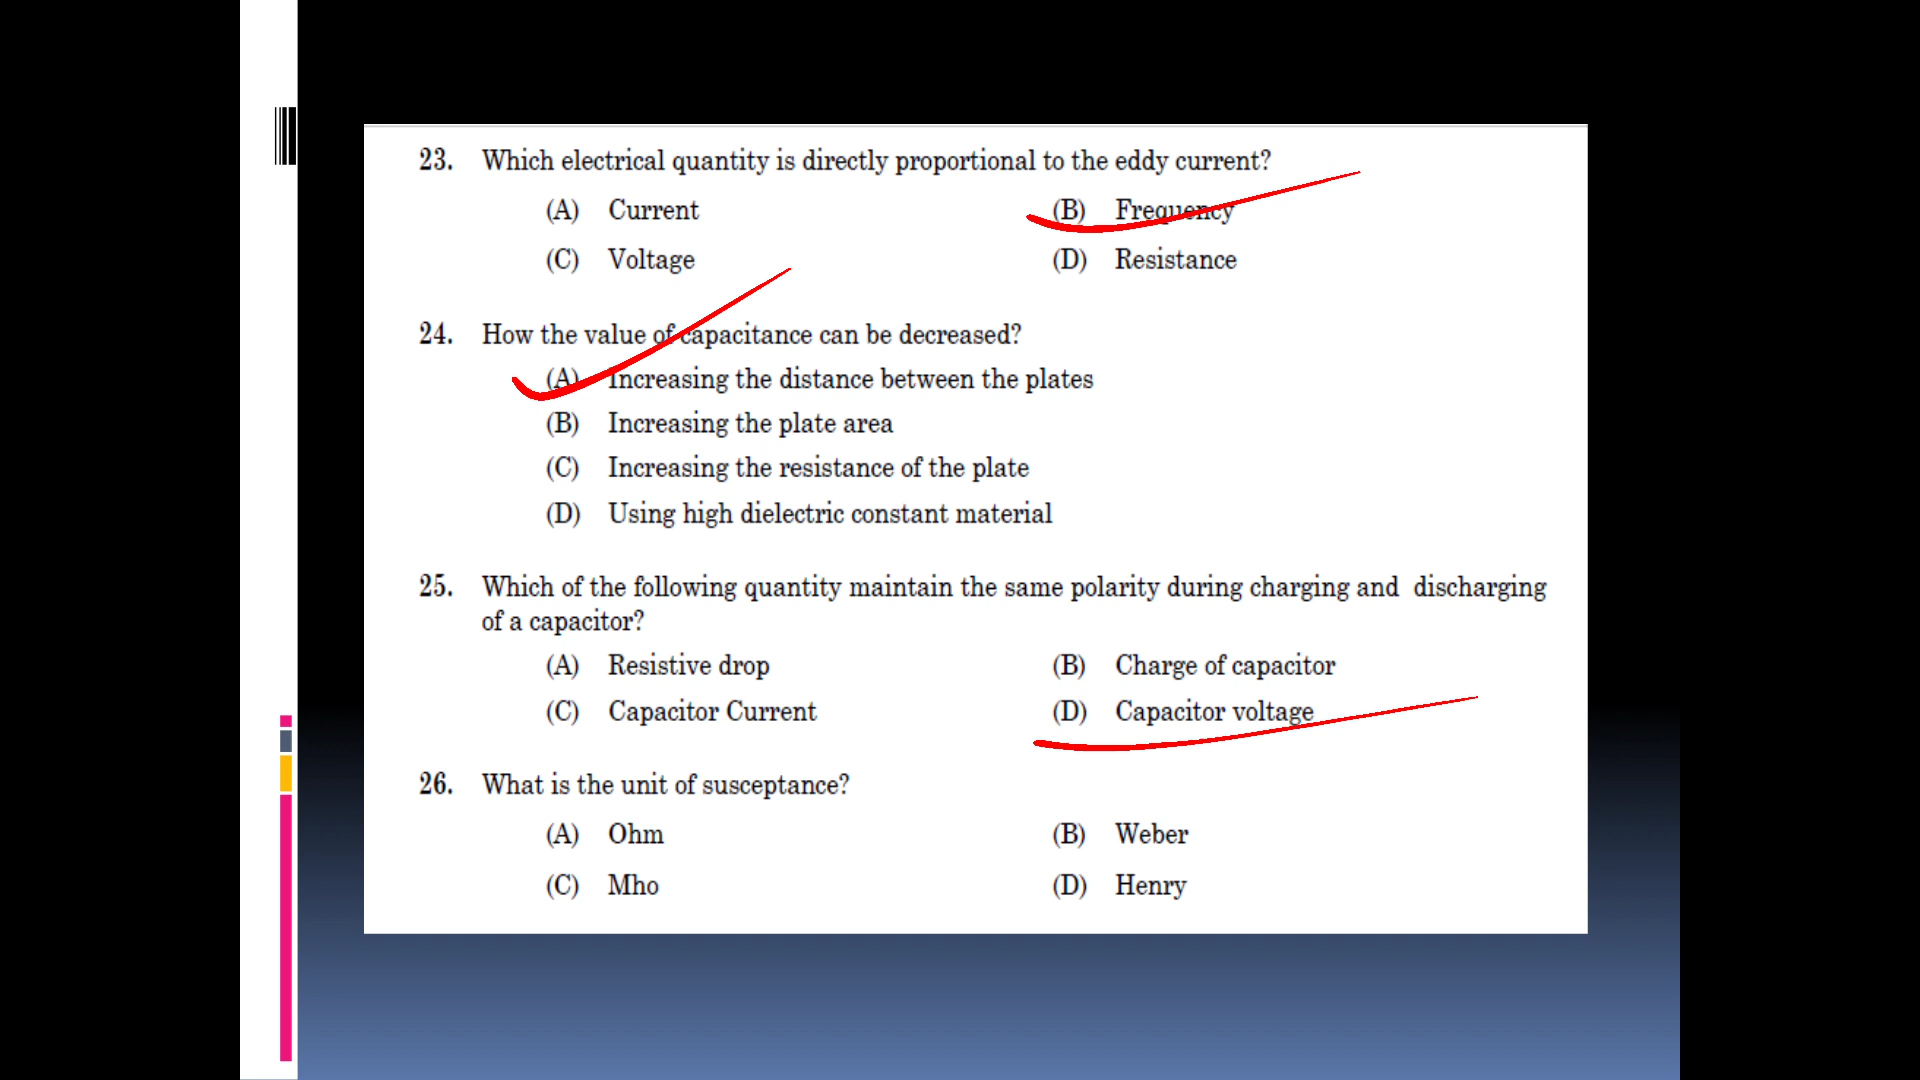 23. Which electrical quantity is directly proportional to the eddy current?
(A) Current (B) Frequency
(C) Voltage (D) Resistance
24. How the value of capacitance can be decreased?
(A) Increasing the distance between the plates
(B) Increasing the plate area
(C) Increasing the resistance of the plate
(D) Using high dielectric constant material
25. Which of the following quantity maintain the same polarity during charging and discharging
of a capacitor?
(A) Resistive drop (B) Charge of capacitor
(C) Capacitor Current (D) Capacitor voltage
26. What is the unit of susceptance?
(A) Ohm (B) Weber
(C) Mho (D) Henry